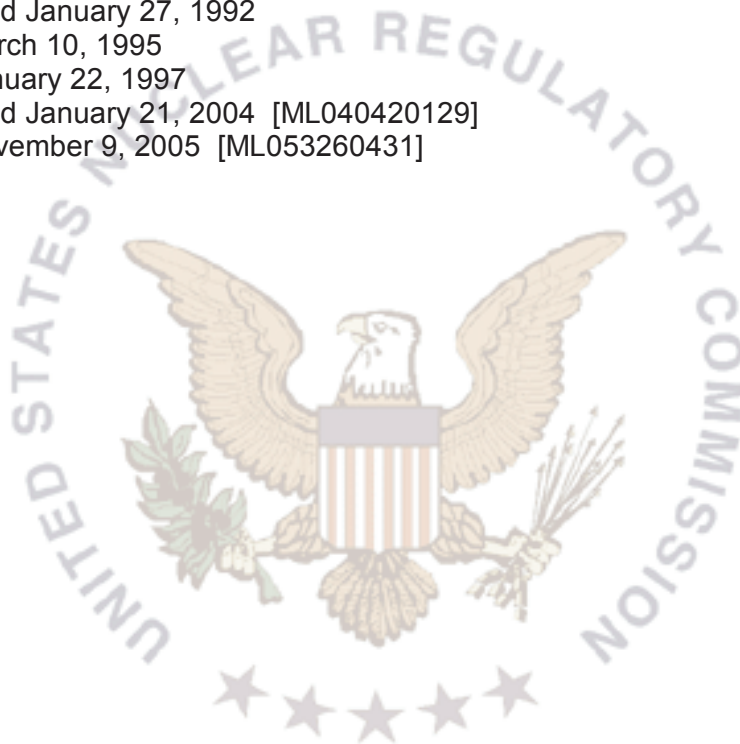 d January 27, 1992
rch 10, 1995
nuary 22, 1997
d January 21, 2004 [ML040420129]
vember 9, 2005 [ML053260431]
UNITED STATES NUCLEAR REGULATORY COMMISSION